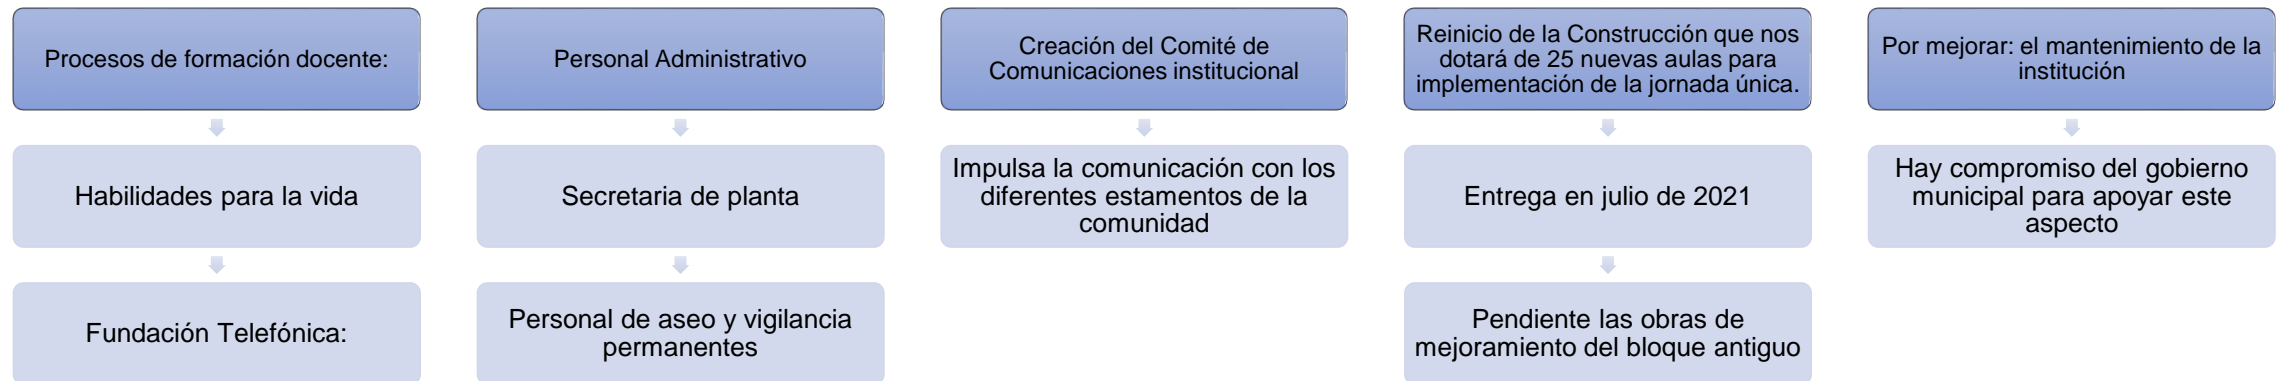 Procesos de formación docente:
Habilidades para la vida
Fundación Telefónica:
Personal Administrativo
Secretaria de planta
Personal de aseo y vigilancia
permanentes
Creación del Comité de
Comunicaciones institucional
Impulsa la comunicación con los
diferentes estamentos de la
comunidad
Reinicio de la Construcción que nos
dotará de 25 nuevas aulas para
implementación de la jornada única.
Entrega en julio de 2021
Pendiente las obras de
mejoramiento del bloque antiguo
Por mejorar: el mantenimiento de la
institución
Hay compromiso del gobierno
municipal para apoyar este
aspecto